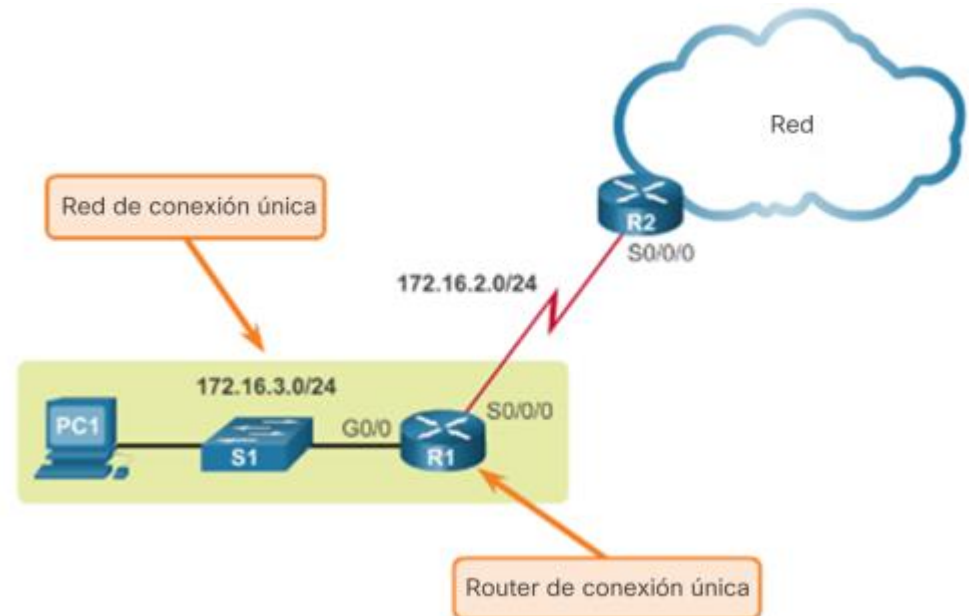 Red
R2
S0/0/0
Red de conexión única
172.16.2.0/24
172.16.3.0/24
PC1
S1
G0/0
R1
S0/0/0
Router de conexión única